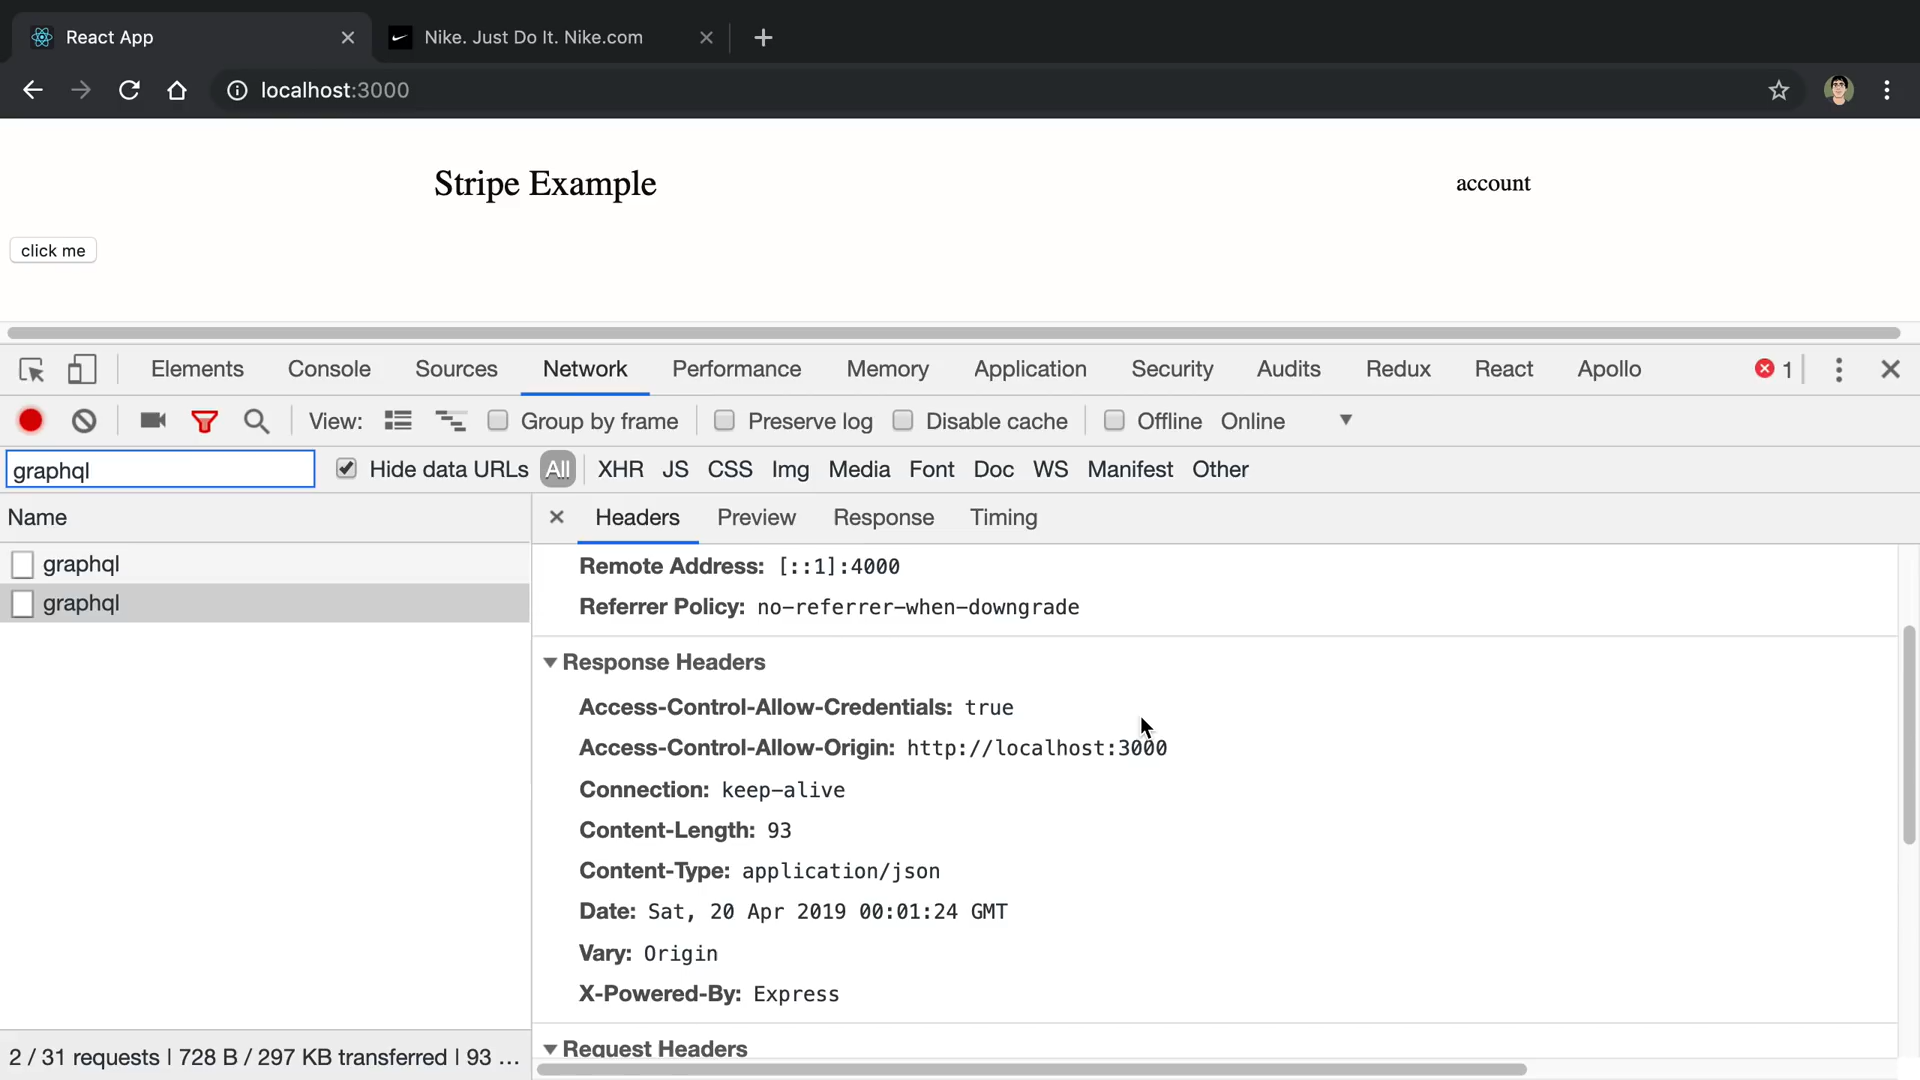 React App
Nike. Just Do It. Nike.com
localhost:3000
Stripe Example
account
click me
Elements Console Sources Network Performance Memory Application Security Audits Redux React Apollo 1
View: Group by frame Preserve log Disable cache Offline Online
graphql Hide data URLs All XHR JS CSS Img Media Font Doc WS Manifest Other
Name
Headers Preview Response Timing
graphql
graphql
Remote Address: [::1]:4000
Referrer Policy: no-referrer-when-downgrade
Response Headers
Access-Control-Allow-Credentials: true
Access-Control-Allow-Origin: http://localhost:3000
Connection: keep-alive
Content-Length: 93
Content-Type: application/json
Date: Sat, 20 Apr 2019 00:01:24 GMT
Vary: Origin
X-Powered-By: Express
Request Headers
2 / 31 requests | 728 B / 297 KB transferred | 93 ...